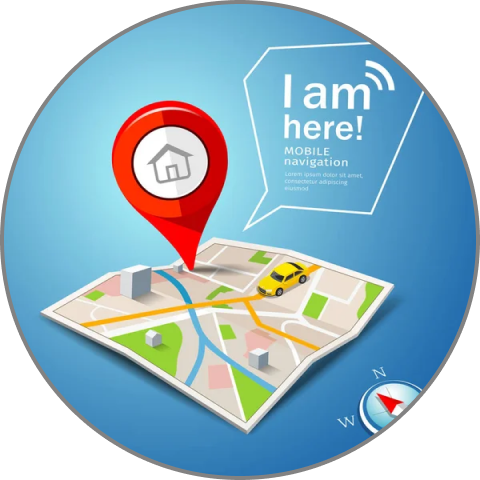 I am
here!
MOBILE
navigation
Lorem ipsum dolor sit amet,
consectetur adipiscing
eiusmod
N
W